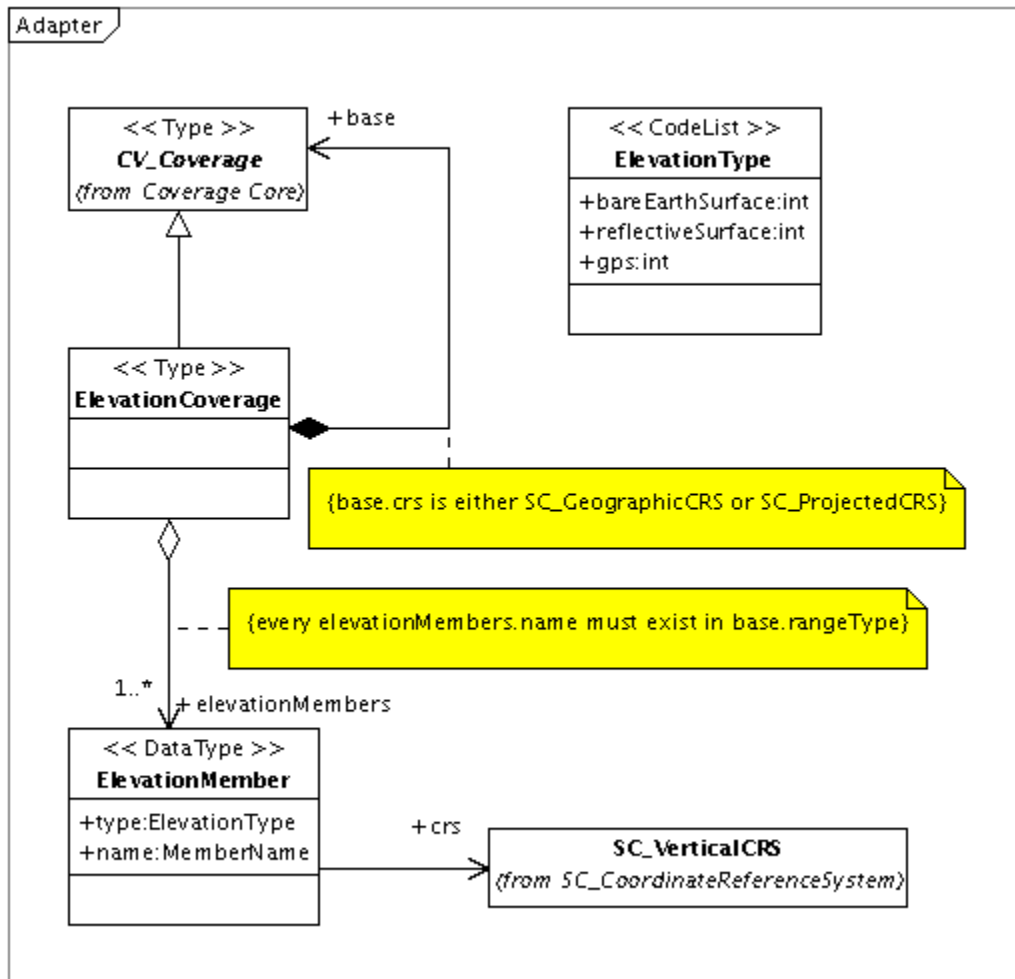 Adapter
<< Type >>
CV_Coverage
(from Coverage Core)
+base
<< CodeList >>
ElevationType
+bareEarthSurface:int
+reflectiveSurface:int
+gps:int
<< Type >>
ElevationCoverage
{base.crs is either SC_GeographicCRS or SC_ProjectedCRS}
{every elevationMembers.name must exist in base.rangeType}
1..*
+ elevationMembers
<< DataType >>
ElevationMember
+type:ElevationType
+name:MemberName
+crs
SC_VerticalCRS
(from SC_CoordinateReferenceSystem)